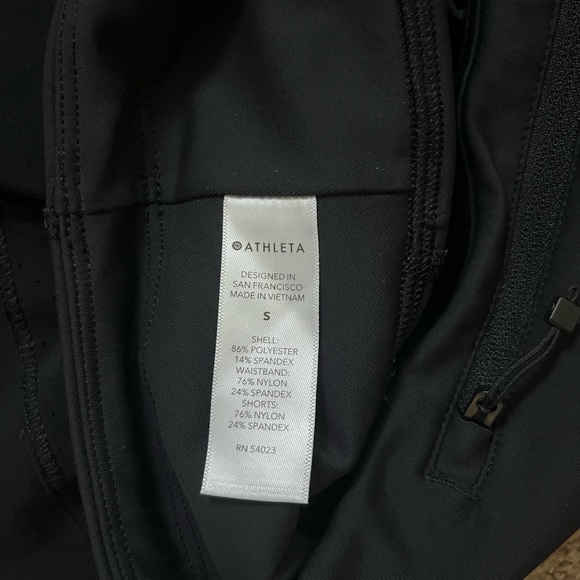 ATHLETA
DESIGNED IN
SAN FRANCISCO
MADE IN VIETNAM
S
SHELL:
86% POLYESTER
14% SPANDEX
WAISTBAND:
76% NYLON
24% SPANDEX
SHORTS:
76% NYLON
24% SPANDEX
RN 54023